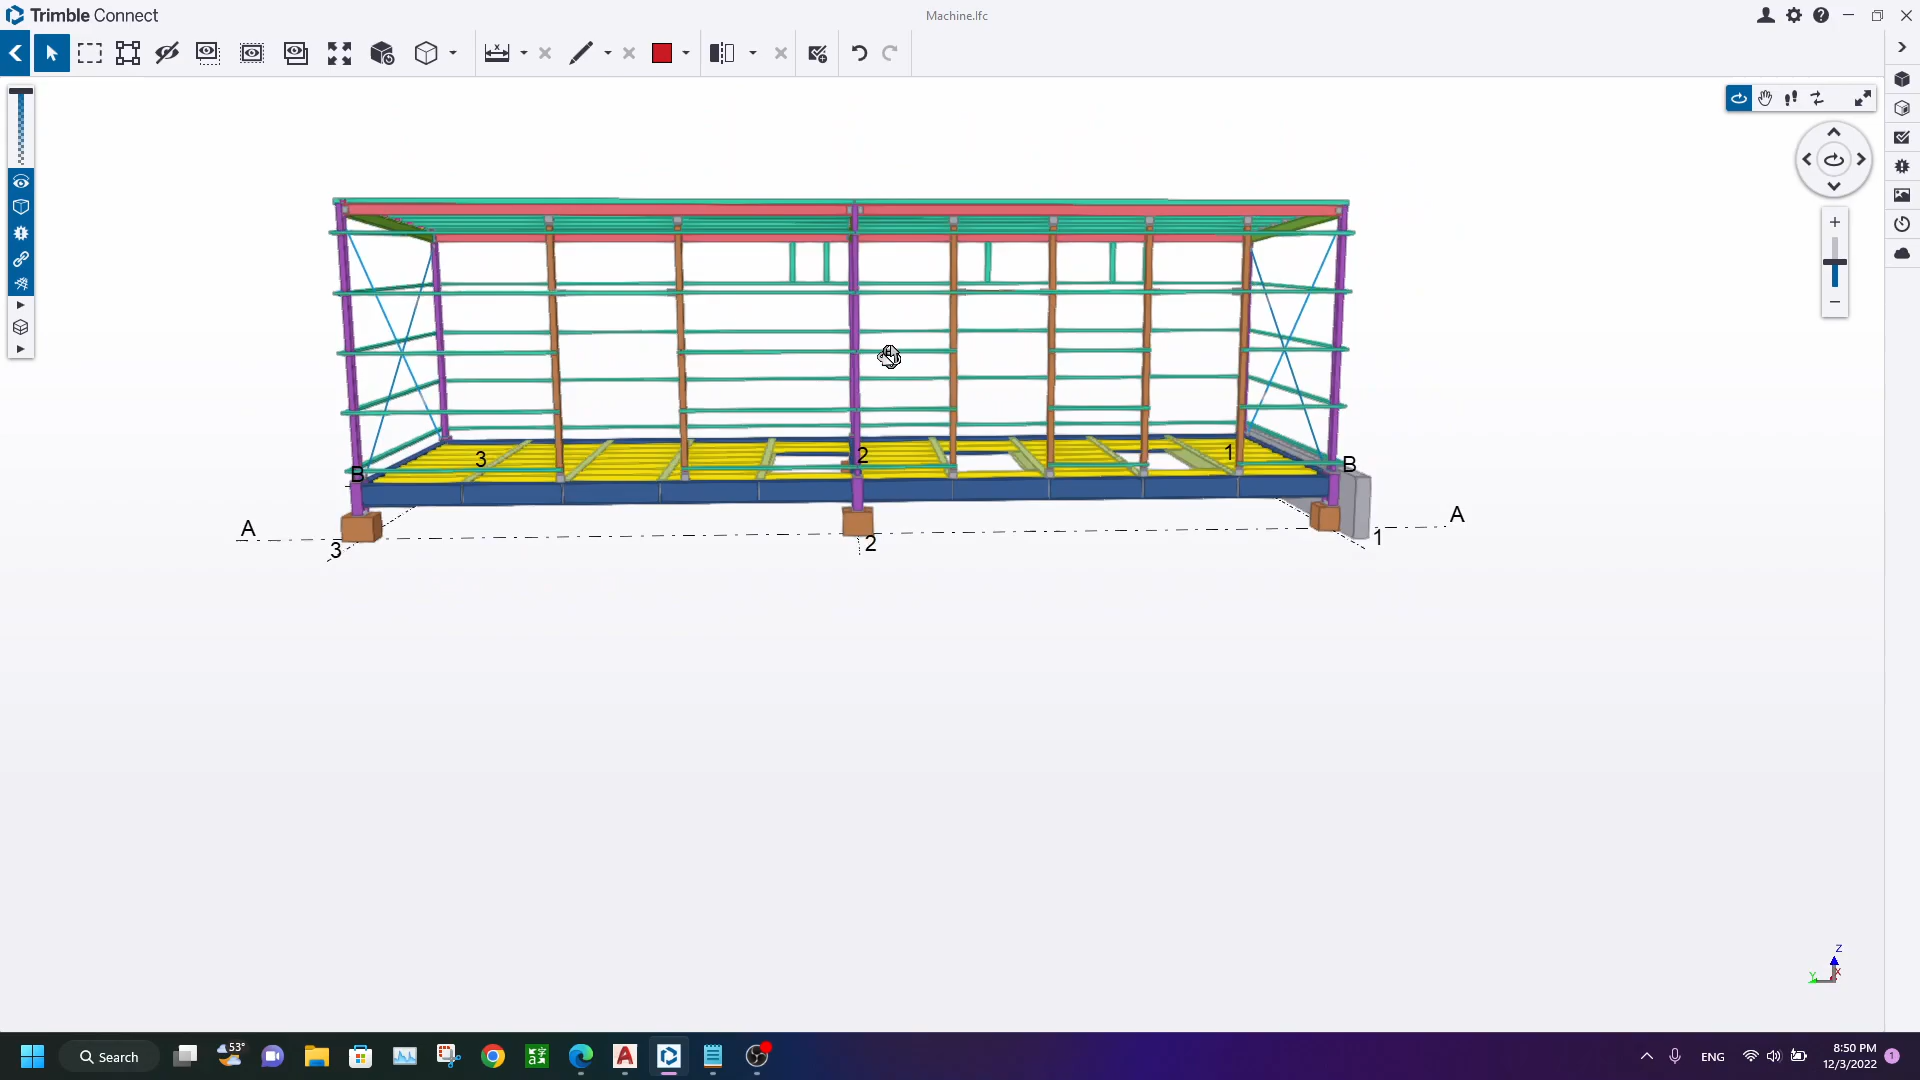 Trimble Connect
Machine.Ifc
3
2
1
B
B
A
A
3
2
1
Z
Y
X
53°
Search
ENG
8:50 PM
12/3/2022
1